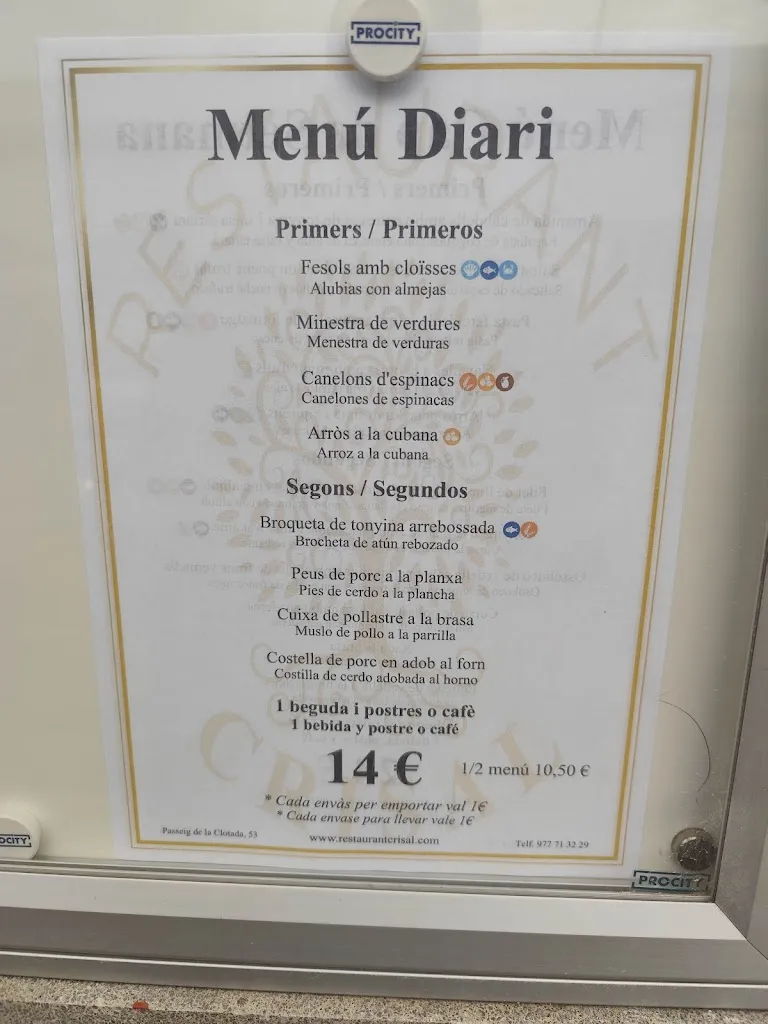 PROCITY
Menú Diari
Primers / Primeros
Fesols amb cloïsses
Alubias con almejas
Minestra de verdures
Menestra de verduras
Canelons d'espinacs
Canelones de espinacas
Arròs a la cubana
Arroz a la cubana
Segons / Segundos
Broqueta de tonyina arrebossada
Brocheta de atún rebozado
Peus de porc a la planxa
Pies de cerdo a la plancha
Cuixa de pollastre a la brasa
Muslo de pollo a la parrilla
Costella de porc en adob al forn
Costilla de cerdo adobada al horno
1 beguda i postres o cafè
1 bebida y postre o café
14 € 1/2 menú 10,50 €
* Cada envàs per emportar val 1€
* Cada envase para llevar vale 1€
Passeig de la Clotada, 53 www.restaurantcrisal.com Telf. 972 71 32 29
RESTAURANT
CRISAL
OCITY
PROCITY